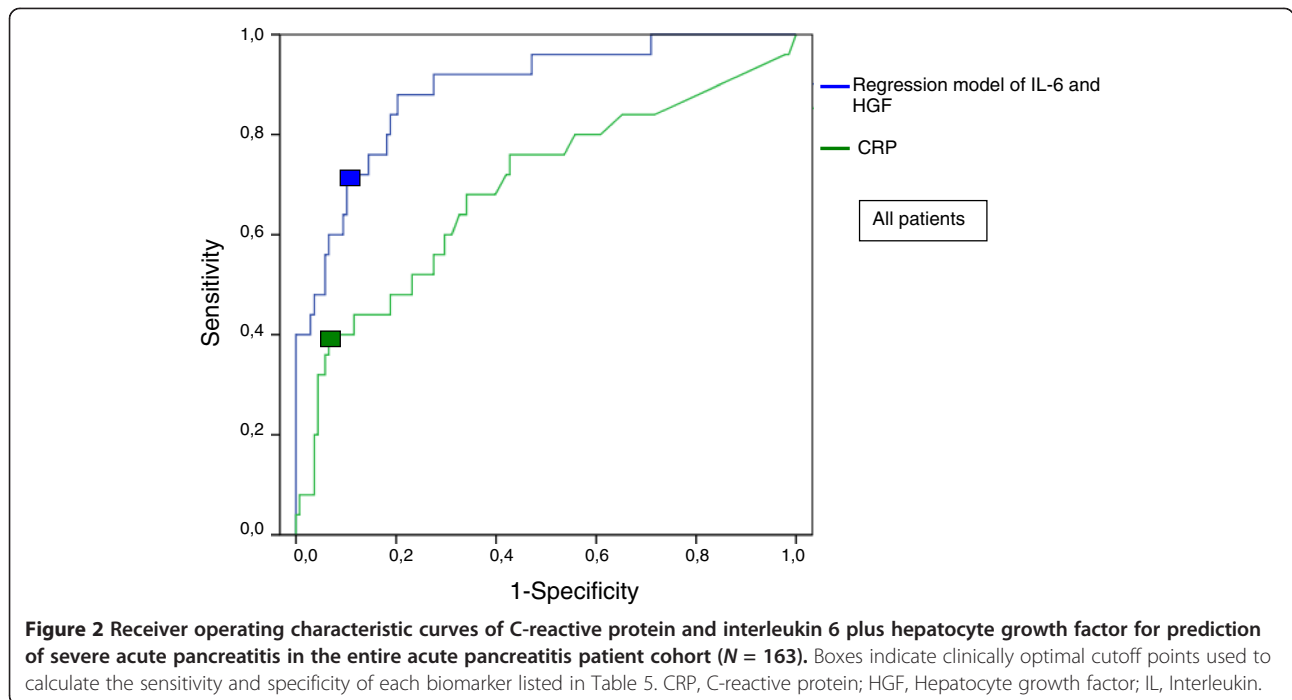 1,0
0,8
0,6
0,4
0,2
0,0
Sensitivity
0,0 0,2 0,4 0,6 0,8 1,0
1-Specificity
Regression model of IL-6 and
HGF
CRP
All patients
Figure 2 Receiver operating characteristic curves of C-reactive protein and interleukin 6 plus hepatocyte growth factor for prediction
of severe acute pancreatitis in the entire acute pancreatitis patient cohort (N = 163). Boxes indicate clinically optimal cutoff points used to
calculate the sensitivity and specificity of each biomarker listed in Table 5. CRP, C-reactive protein; HGF, Hepatocyte growth factor; IL, Interleukin.